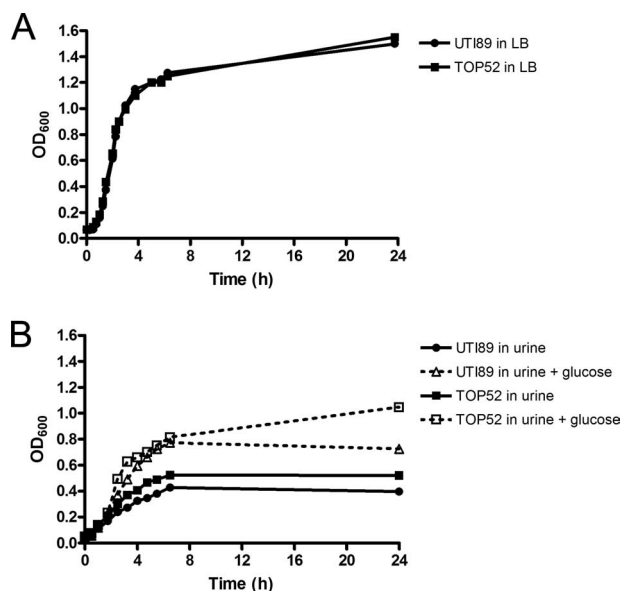 A
1.6
1.4
1.2
1.0
0.8
0.6
0.4
0.2
0.0
OD600
0 4 8 12 16 20 24
Time (h)
UTI89 in LB
TOP52 in LB
B
1.6
1.4
1.2
1.0
0.8
0.6
0.4
0.2
0.0
OD600
0 4 8 12 16 20 24
Time (h)
UTI89 in urine
UTI89 in urine + glucose
TOP52 in urine
TOP52 in urine + glucose